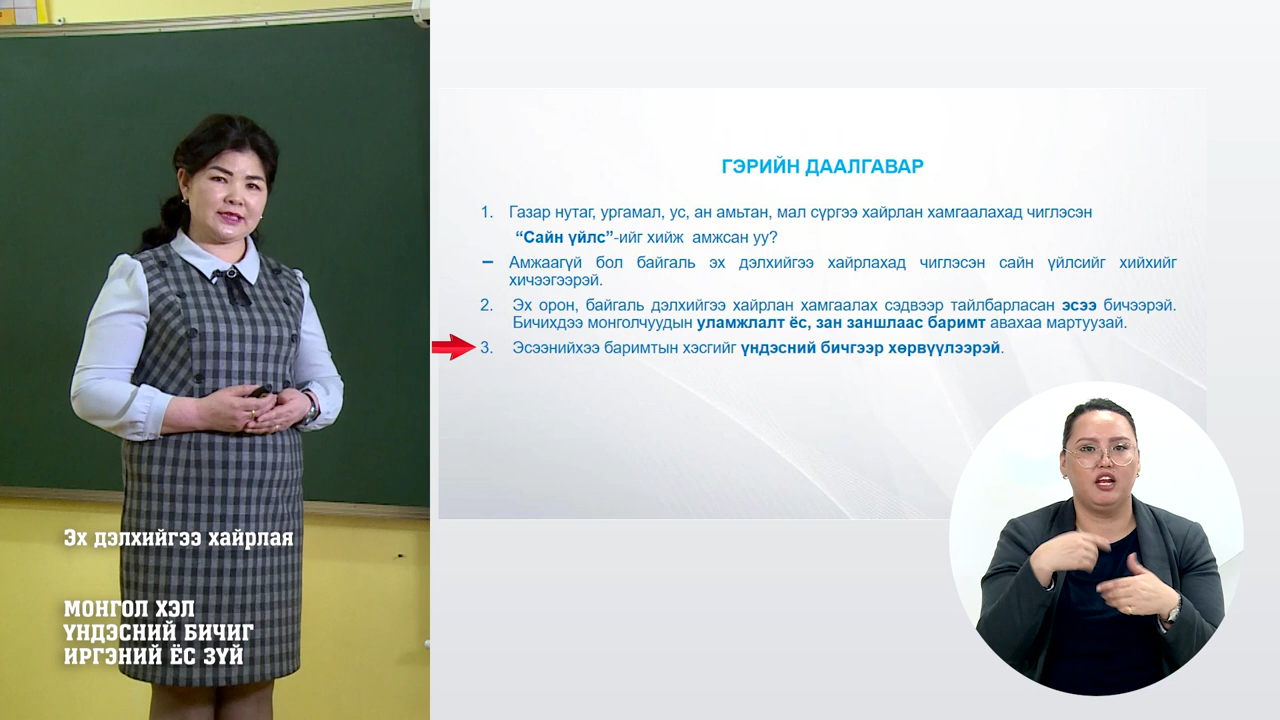 ГЭРИЙН ДААЛГАВАР
1. Газар нутаг, ургамал, ус, ан амьтан, мал сүргээ хайрлан хамгаалахад чиглэсэн
“Сайн үйлс”-ийг хийж амжсан уу?
– Амжаагүй бол байгаль эх дэлхийгээ хайрлахад чиглэсэн сайн үйлсийг хийхийг
хичээгээрэй.
2. Эх орон, байгаль дэлхийгээ хайрлан хамгаалах сэдвээр тайлбарласан эсээ бичээрэй.
Бичихдээ монголчуудын уламжлалт ёс, зан заншлаас баримт авахаа мартуузай.
3. Эсээнийхээ баримтын хэсгийг үндэсний бичгээр хөрвүүлээрэй.
Эх дэлхийгээ хайрлая
МОНГОЛ ХЭЛ
ҮНДЭСНИЙ БИЧИГ
ИРГЭНИЙ ЁС ЗҮЙ